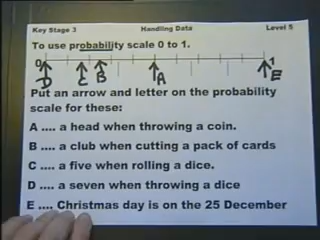 Key Stage 3 Handling Data Level 5
To use probability scale 0 to 1.
0 1
D C B A E
Put an arrow and letter on the probability
scale for these:
A .... a head when throwing a coin.
B .... a club when cutting a pack of cards
C .... a five when rolling a dice.
D .... a seven when throwing a dice
E .... Christmas day is on the 25 December